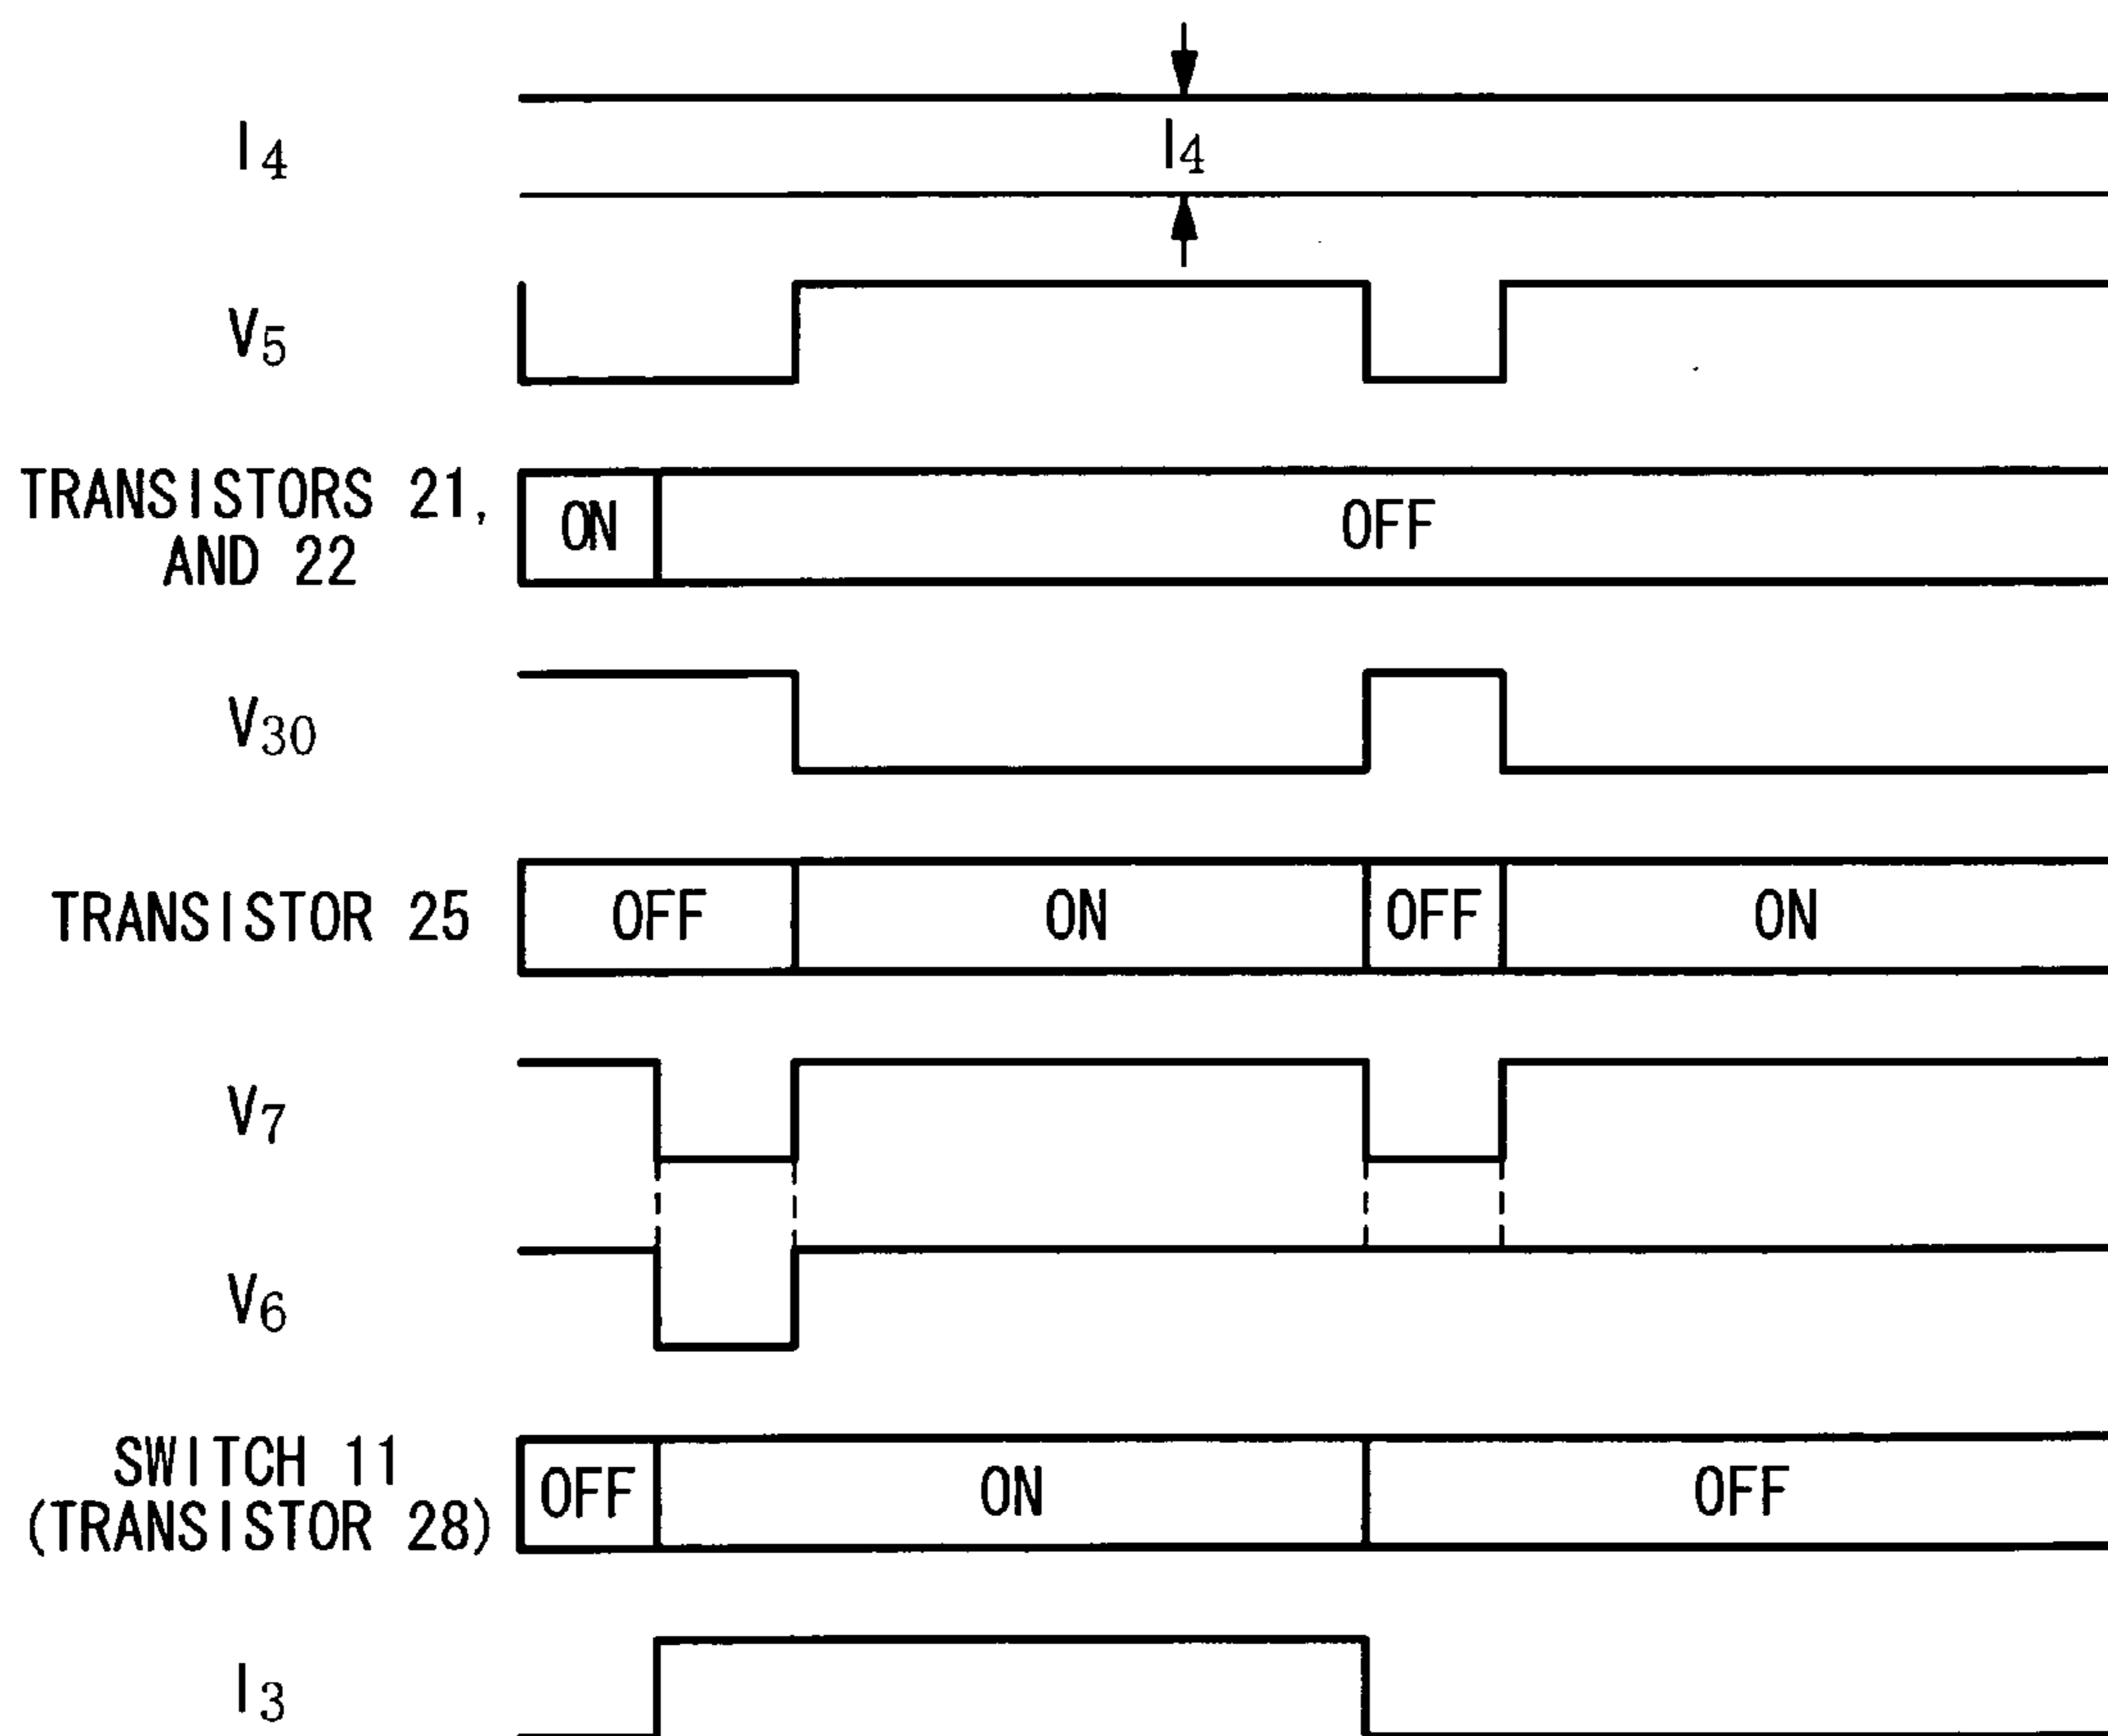 I4
I4
V5
TRANSISTORS 21,
AND 22
ON
OFF
V30
TRANSISTOR 25
OFF
ON
OFF
ON
V7
V6
SWITCH 11
(TRANSISTOR 28)
OFF
ON
OFF
I3